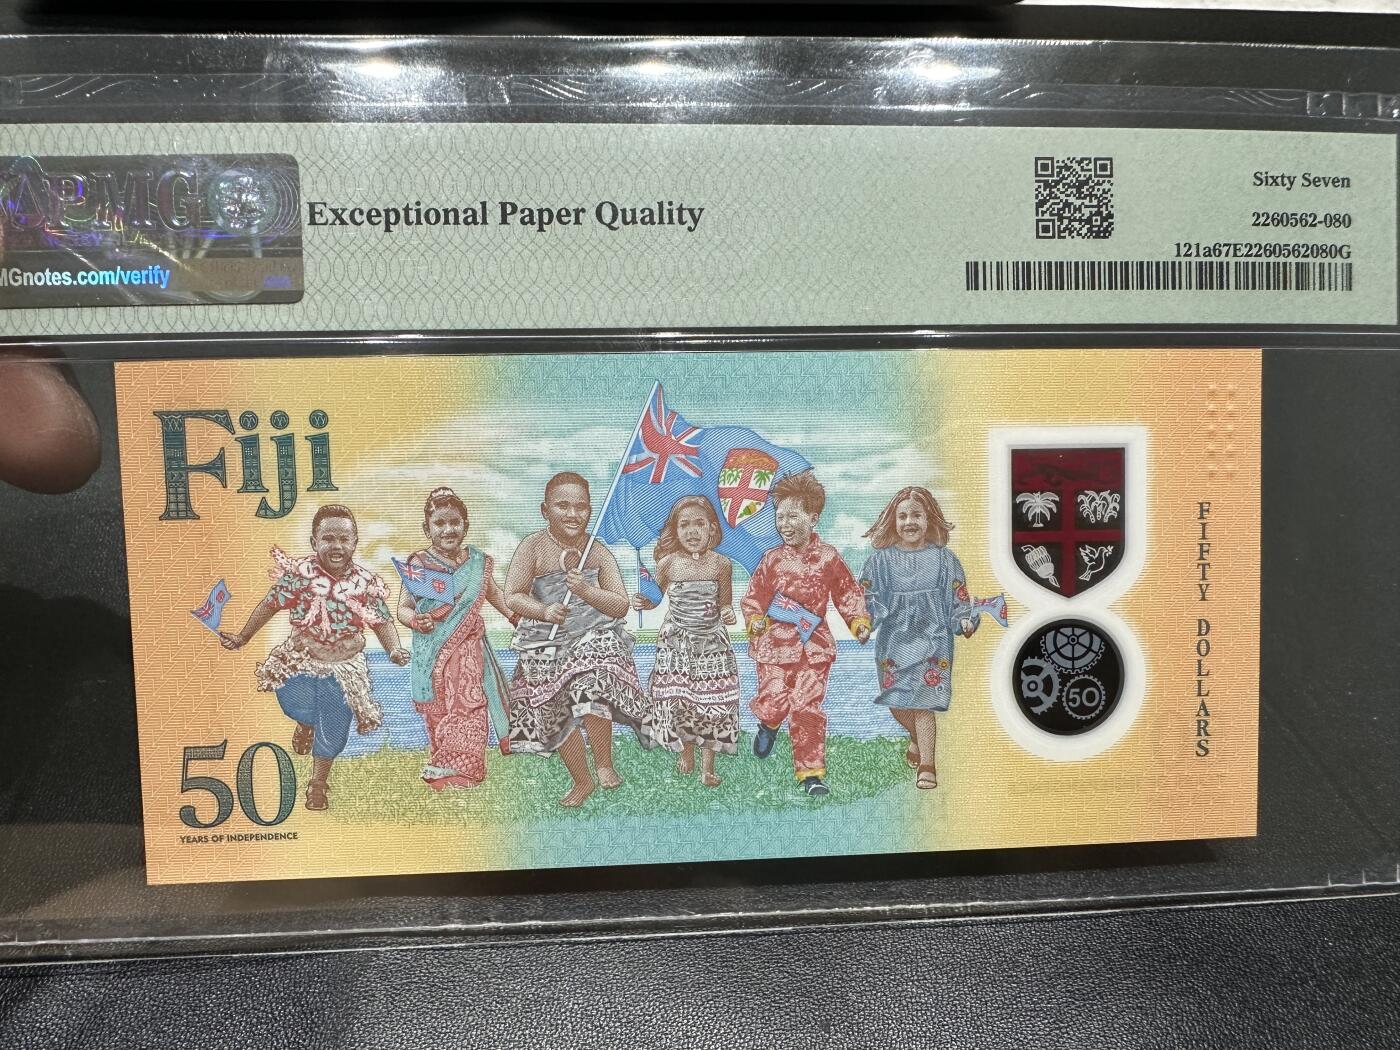 PMG
MGnotes.com/verify
Exceptional Paper Quality
Sixty Seven
2260562-080
121a67E2260562080G
Fiji
50
YEARS OF INDEPENDENCE
50
FIFTY DOLLARS